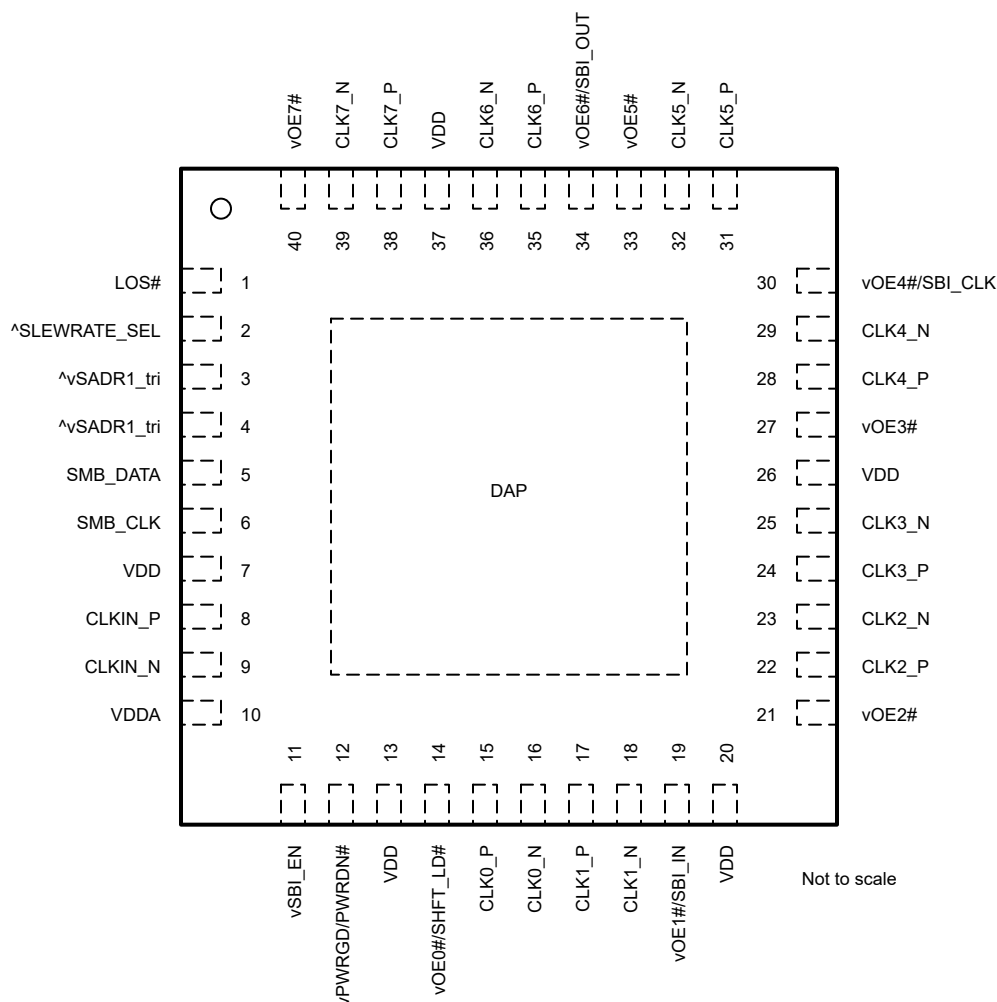 vOE7#
CLK7_N
CLK7_P
VDD
CLK6_N
CLK6_P
vOE6#/SBI_OUT
vOE5#
CLK5_N
CLK5_P
40
39
38
37
36
35
34
33
32
31
LOS#
1
^SLEWRATE_SEL
2
^vSADR1_tri
3
^vSADR1_tri
4
SMB_DATA
5
SMB_CLK
6
VDD
7
CLKIN_P
8
CLKIN_N
9
VDDA
10
DAP
30
vOE4#/SBI_CLK
29
CLK4_N
28
CLK4_P
27
vOE3#
26
VDD
25
CLK3_N
24
CLK3_P
23
CLK2_N
22
CLK2_P
21
vOE2#
11
12
13
14
15
16
17
18
19
20
vSBI_EN
vPWRGD/PWRDN#
VDD
vOE0#/SHFT_LD#
CLK0_P
CLK0_N
CLK1_P
CLK1_N
vOE1#/SBI_IN
VDD
Not to scale